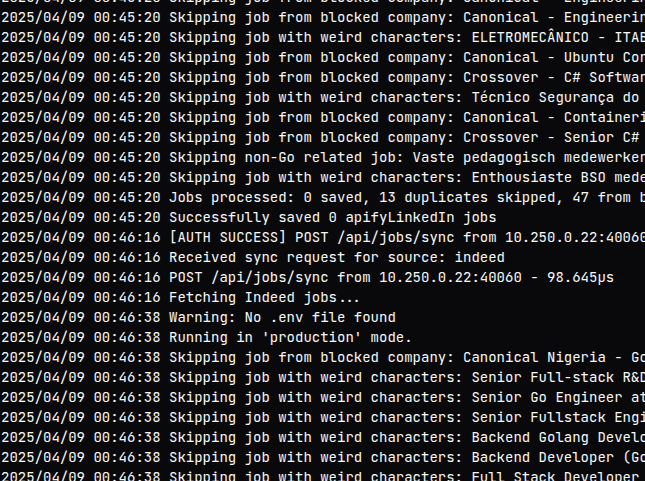 2025/04/09 00:45:20 Skipping job from blocked company: Canonical - Engineering
2025/04/09 00:45:20 Skipping job with weird characters: ELETROMECÂNICO - ITAB
2025/04/09 00:45:20 Skipping job from blocked company: Canonical - Ubuntu Con
2025/04/09 00:45:20 Skipping job from blocked company: Crossover - C# Softwar
2025/04/09 00:45:20 Skipping job with weird characters: Técnico Segurança do
2025/04/09 00:45:20 Skipping job from blocked company: Canonical - Containeri
2025/04/09 00:45:20 Skipping job from blocked company: Crossover - Senior C#
2025/04/09 00:45:20 Skipping non-Go related job: Vaste pedagogisch medewerker
2025/04/09 00:45:20 Skipping job with weird characters: Enthousiaste BSO mede
2025/04/09 00:45:20 Jobs processed: 0 saved, 13 duplicates skipped, 47 from b
2025/04/09 00:45:20 Successfully saved 0 apifyLinkedIn jobs
2025/04/09 00:46:16 [AUTH SUCCESS] POST /api/jobs/sync from 10.250.0.22:40060
2025/04/09 00:46:16 Received sync request for source: indeed
2025/04/09 00:46:16 POST /api/jobs/sync from 10.250.0.22:40060 - 98.645µs
2025/04/09 00:46:16 Fetching Indeed jobs...
2025/04/09 00:46:38 Warning: No .env file found
2025/04/09 00:46:38 Running in 'production' mode.
2025/04/09 00:46:38 Skipping job from blocked company: Canonical Nigeria - Go
2025/04/09 00:46:38 Skipping job with weird characters: Senior Full-stack R&D
2025/04/09 00:46:38 Skipping job with weird characters: Senior Go Engineer at
2025/04/09 00:46:38 Skipping job with weird characters: Senior Fullstack Engi
2025/04/09 00:46:38 Skipping job with weird characters: Backend Golang Develo
2025/04/09 00:46:38 Skipping job with weird characters: Backend Developer (Go
2025/04/09 00:46:38 Skipping job with weird characters: Full Stack Developer